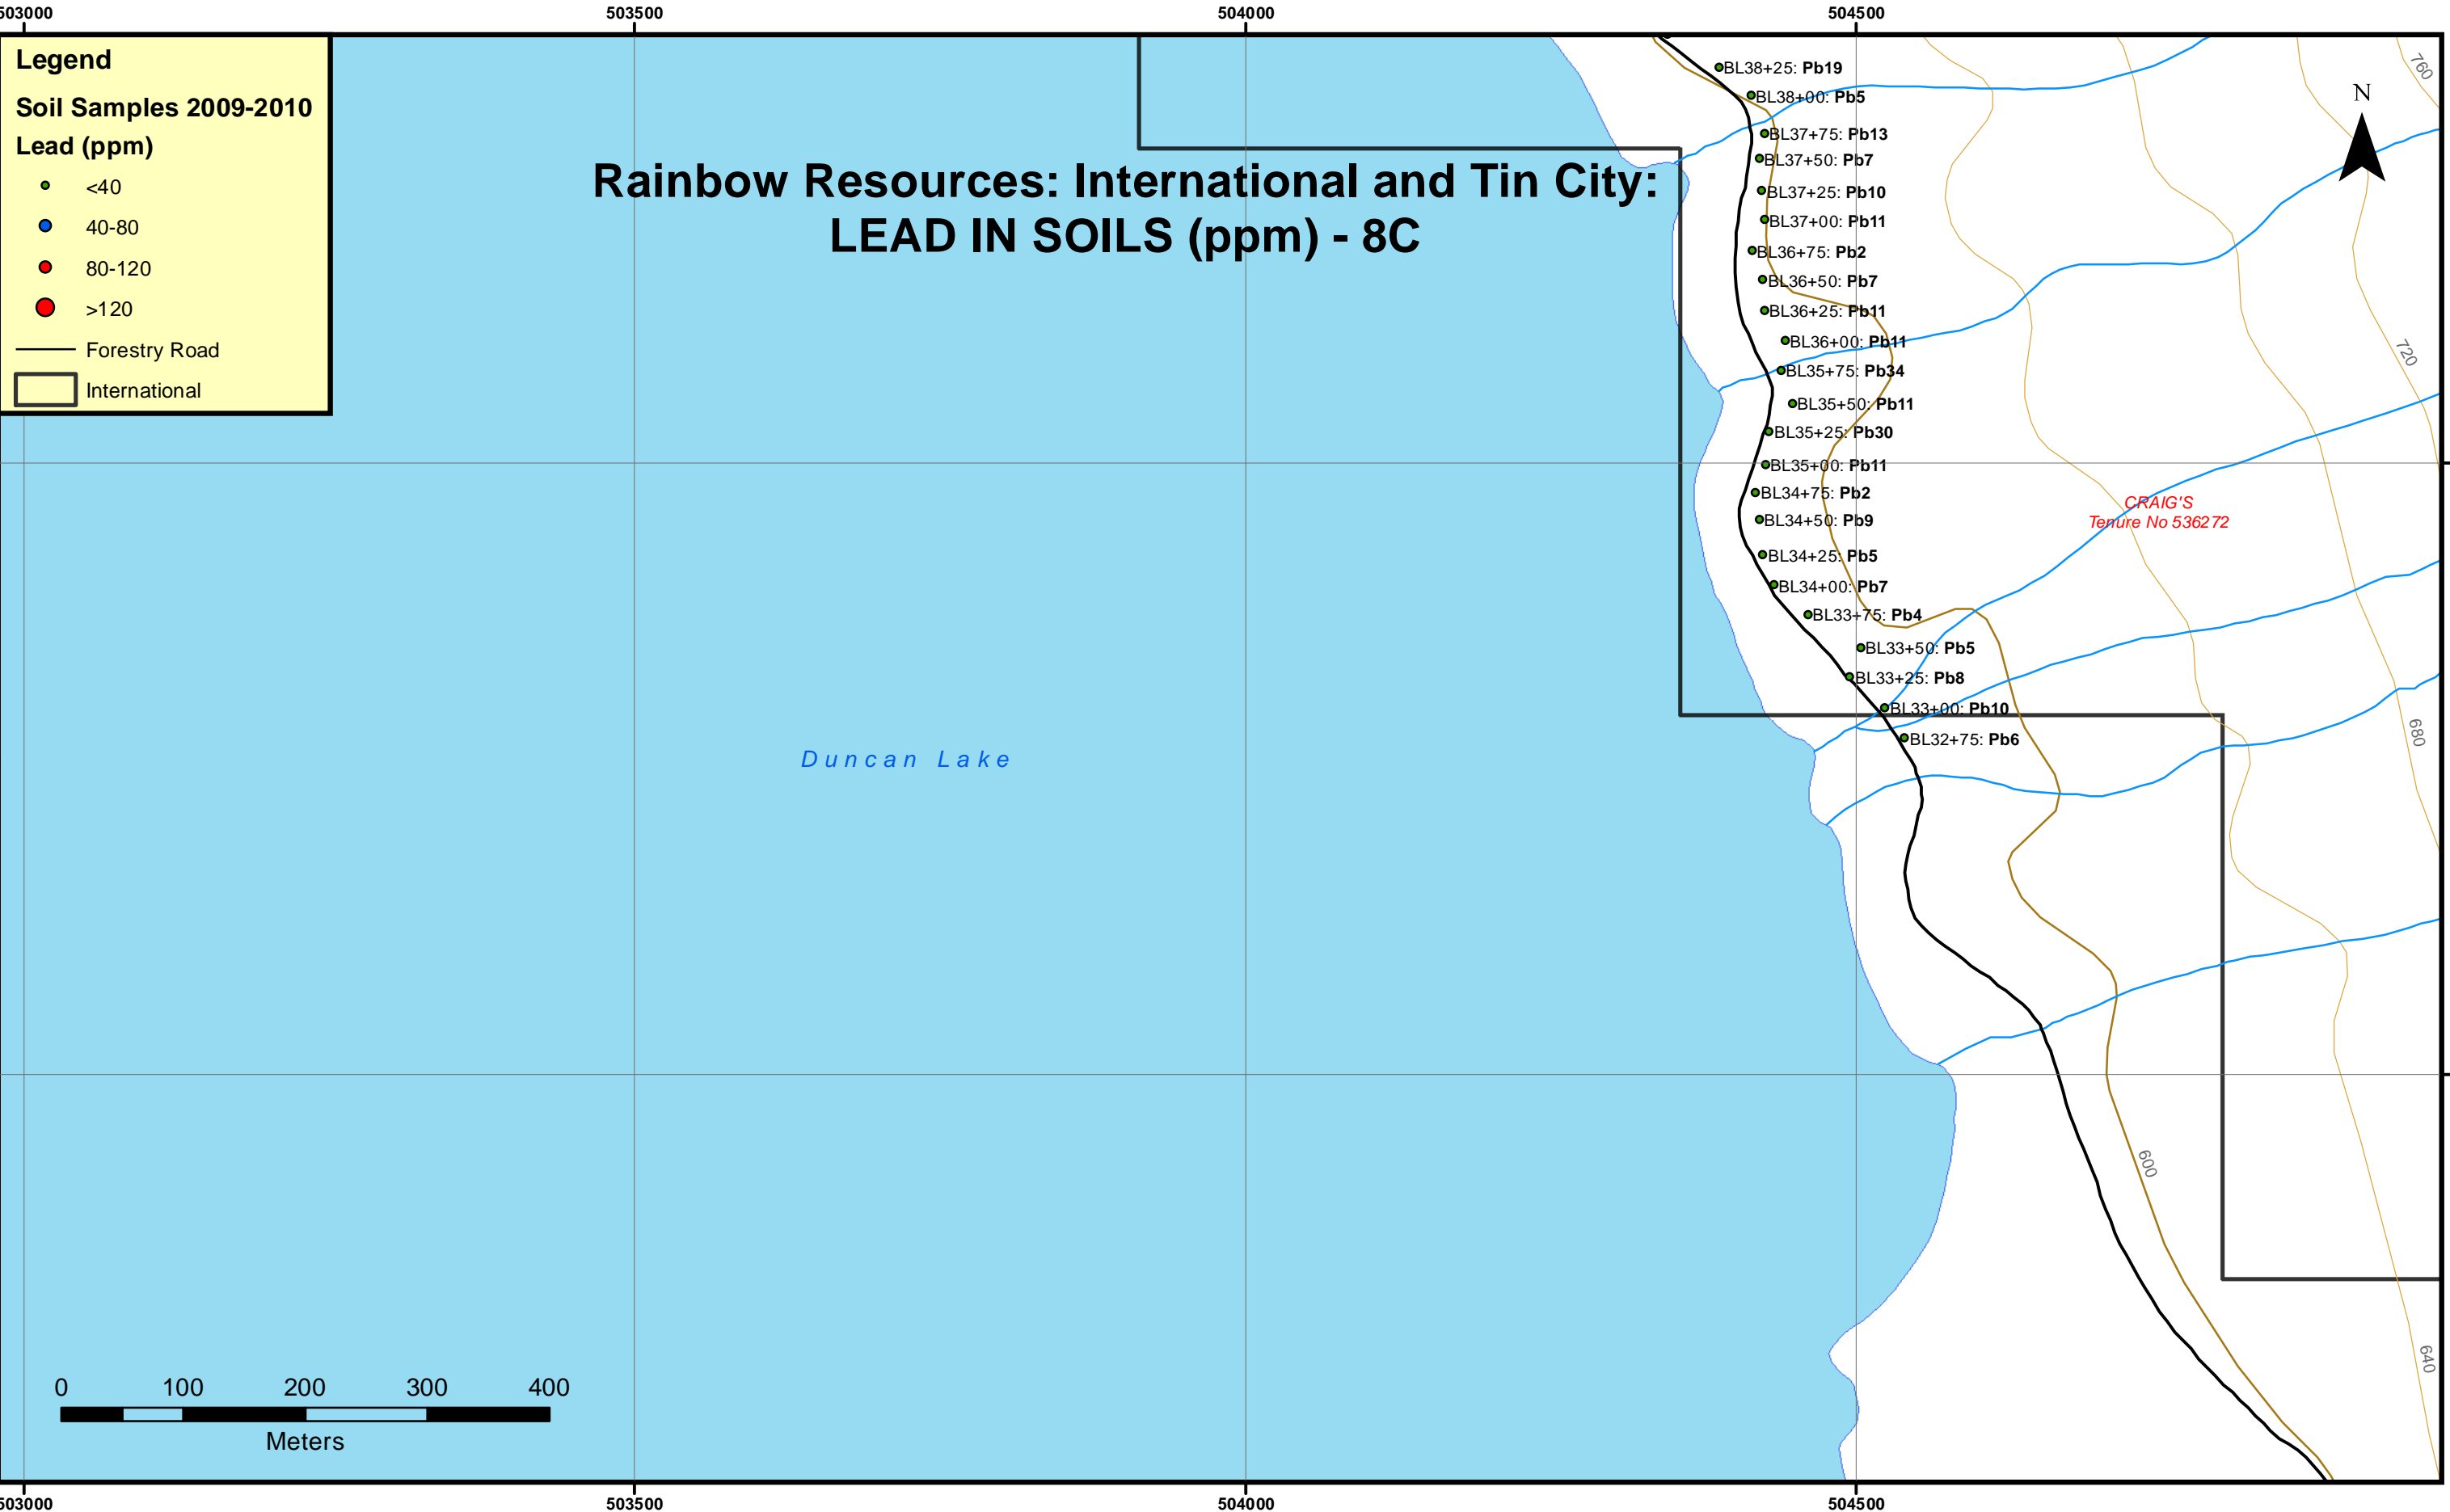 503000
503500
504000
504500
Legend
Soil Samples 2009-2010
Lead (ppm)
<40
40-80
80-120
>120
Forestry Road
International
Rainbow Resources: International and Tin City:
LEAD IN SOILS (ppm) - 8C
N
760
720
680
640
600
BL38+25: Pb19
BL38+00: Pb5
BL37+75: Pb13
BL37+50: Pb7
BL37+25: Pb10
BL37+00: Pb11
BL36+75: Pb2
BL36+50: Pb7
BL36+25: Pb11
BL36+00: Pb11
BL35+75: Pb34
BL35+50: Pb11
BL35+25: Pb30
BL35+00: Pb11
BL34+75: Pb2
BL34+50: Pb9
BL34+25: Pb5
BL34+00: Pb7
BL33+75: Pb4
BL33+50: Pb5
BL33+25: Pb8
BL33+00: Pb10
BL32+75: Pb6
CRAIG'S
Tenure No 536272
Duncan Lake
0 100 200 300 400
Meters
503000
503500
504000
504500